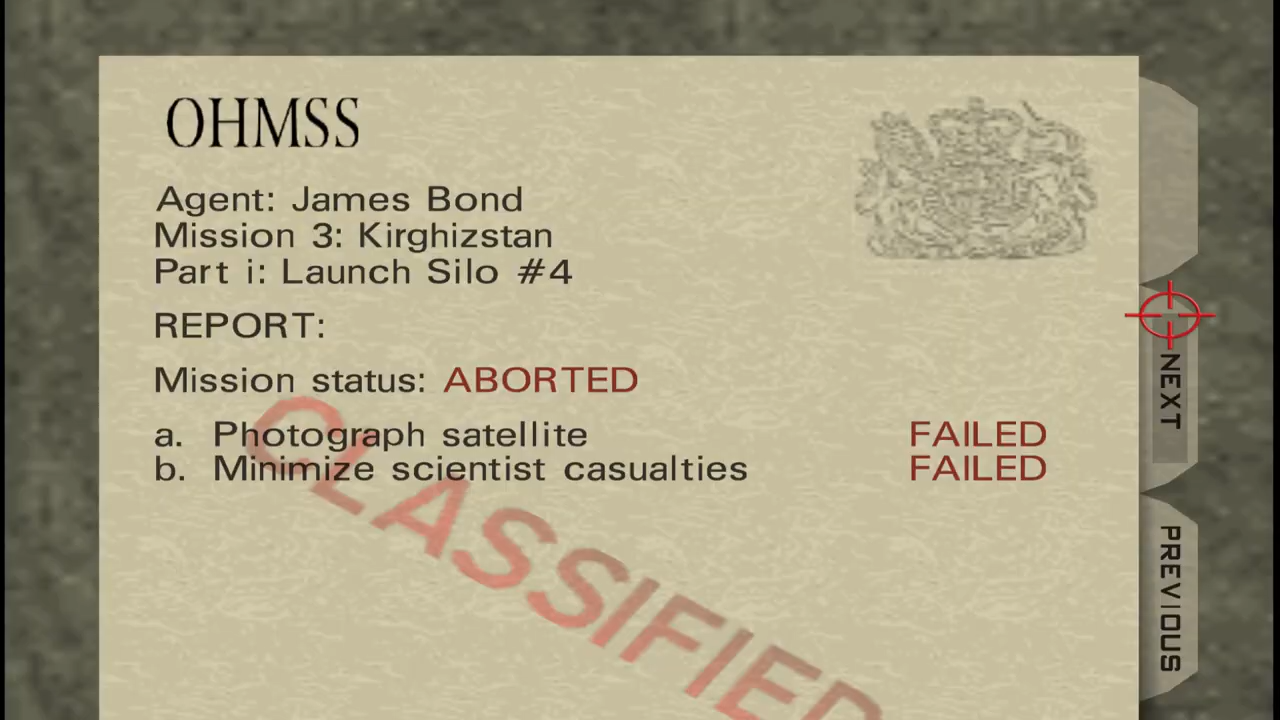 OHMSS
Agent: James Bond
Mission 3: Kirghizstan
Part i: Launch Silo #4
REPORT:
Mission status: ABORTED
a. Photograph satellite FAILED
b. Minimize scientist casualties FAILED
CLASSIFIED
NEXT
PREVIOUS